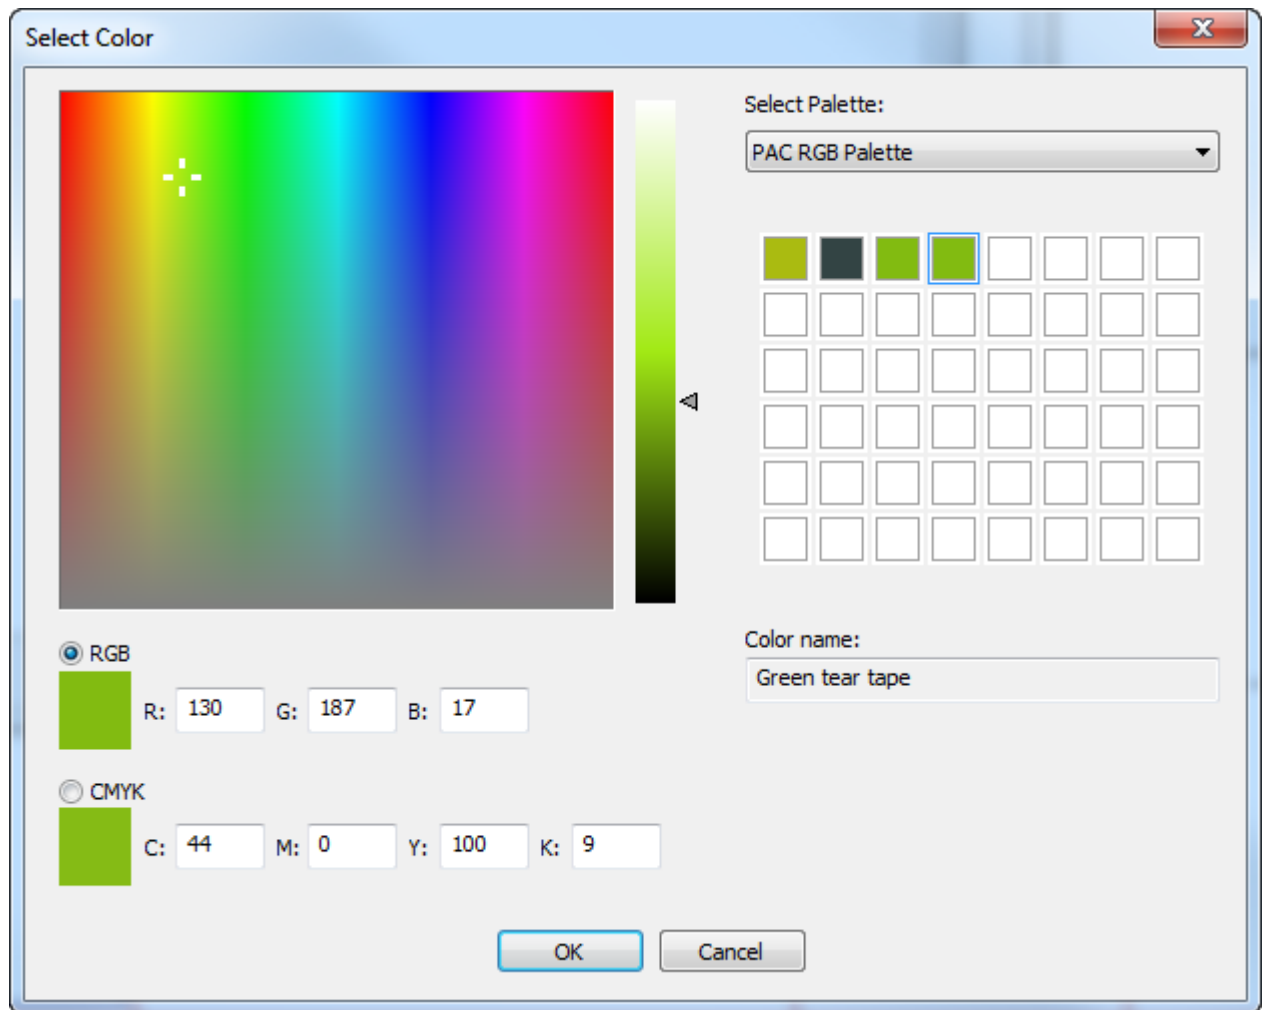 Select Color
Select Palette:
PAC RGB Palette
Color name:
Green tear tape
RGB
R: 130 G: 187 B: 17
CMYK
C: 44 M: 0 Y: 100 K: 9
OK Cancel